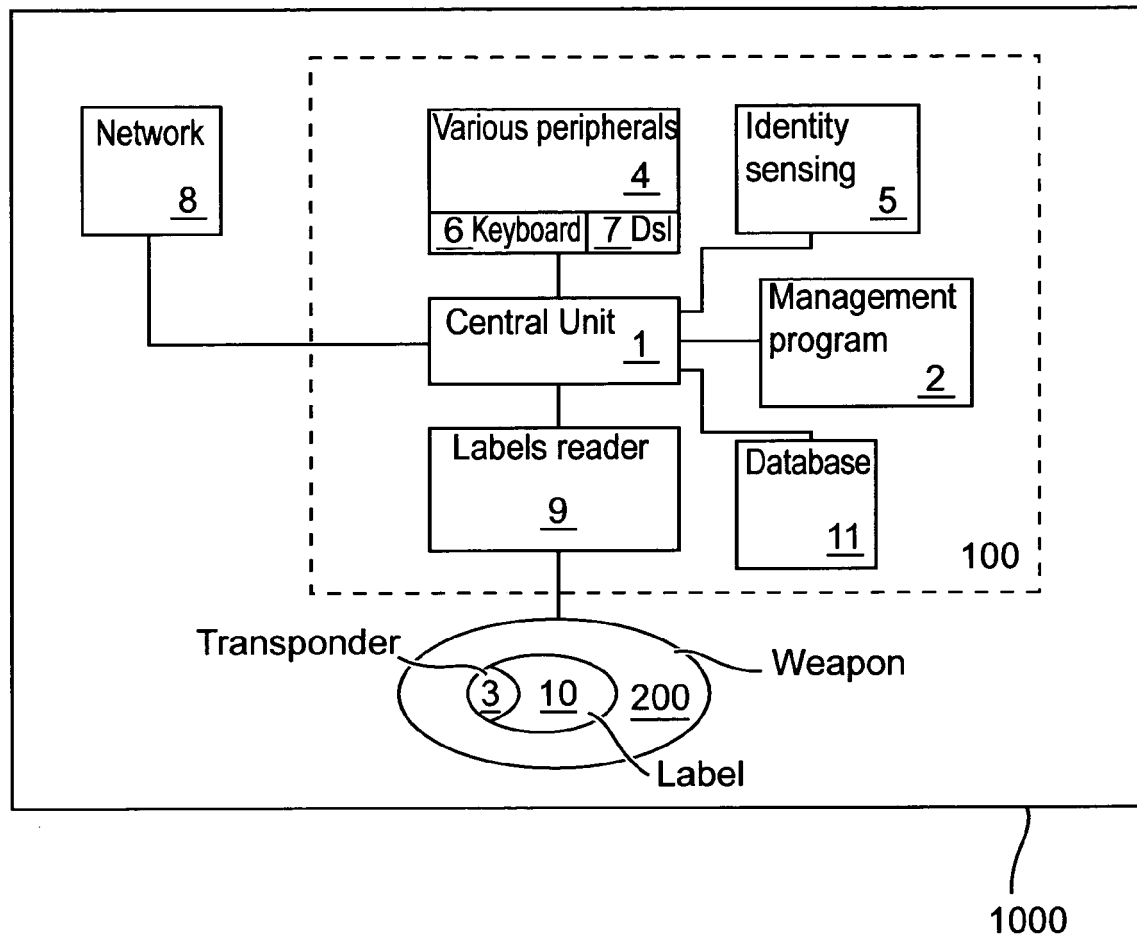 Network
8
Various peripherals
4
6 Keyboard
7 Dsl
Identity
sensing
5
Central Unit
1
Management
program
2
Labels reader
9
Database
11
100
Transponder
Weapon
3
10
200
Label
1000